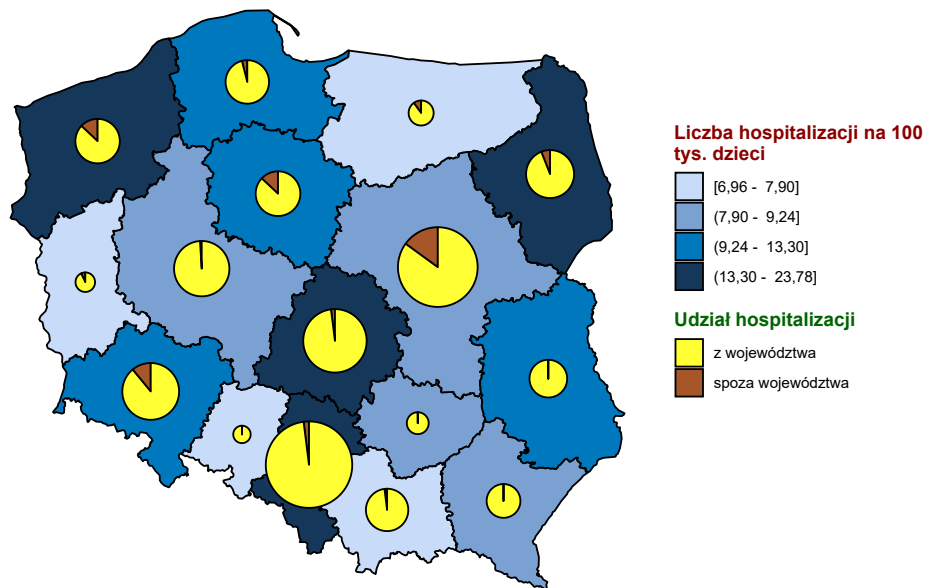 Liczba hospitalizacji na 100
tys. dzieci
[6,96 - 7,90]
(7,90 - 9,24]
(9,24 - 13,30]
(13,30 - 23,78]
Udział hospitalizacji
z województwa
spoza województwa